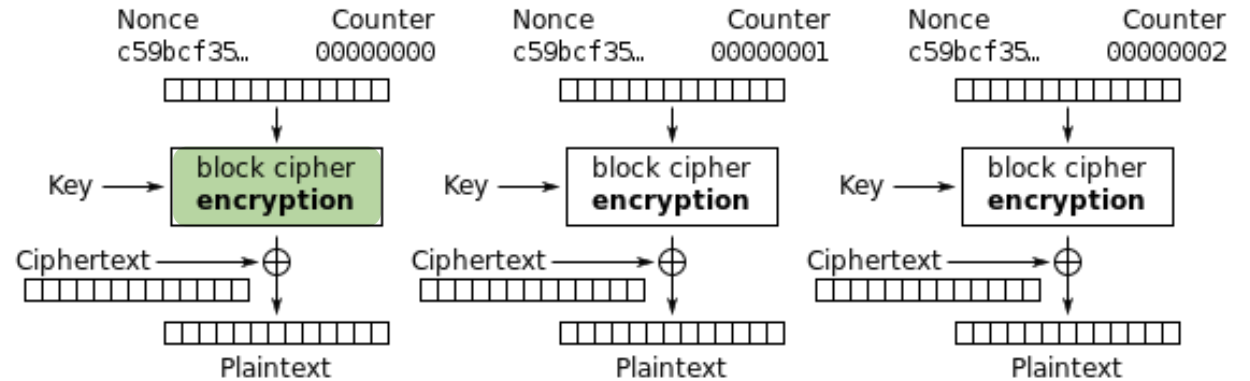 Nonce Counter Nonce Counter Nonce Counter
c59bcf35… 00000000 c59bcf35… 00000001 c59bcf35… 00000002
block cipher block cipher block cipher
Key encryption Key encryption Key encryption
Ciphertext Ciphertext Ciphertext
Plaintext Plaintext Plaintext